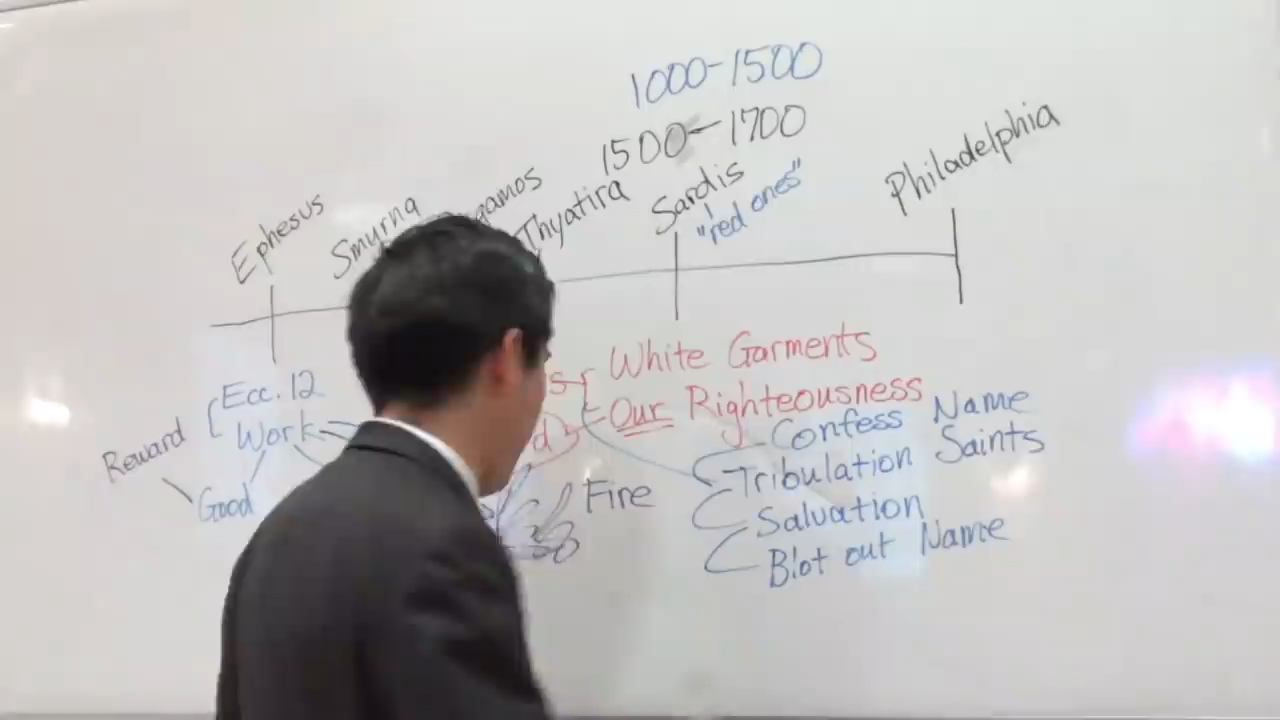 1000-1500
1500-1700
Ephesus Smyrna gamos Thyatira Sardis Philadelphia
"red ones"
White Garments
Our Righteousness
Ecc. 12
Work
Reward
Good
Fire
Confess Name
Tribulation Saints
Salvation
Blot out Name